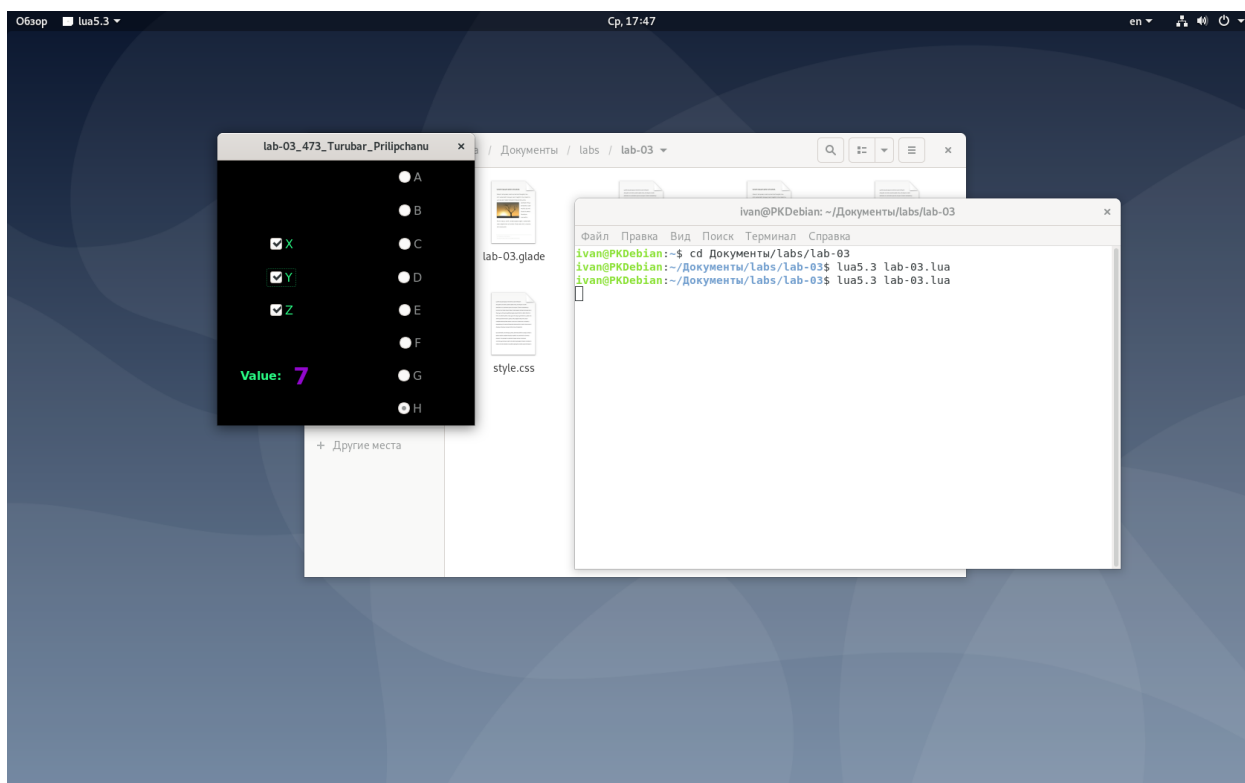 Обзор lua5.3 Ср, 17:47 en
lab-03_473_Turubar_Prilipchanu
/ Документы / labs / lab-03
A
B
X C
Y D
Z E
F
Value: 7 G
H
lab-03.glade
style.css
+ Другие места
ivan@PKDebian: ~/Документы/labs/lab-03
Файл Правка Вид Поиск Терминал Справка
ivan@PKDebian:~$ cd Документы/labs/lab-03
ivan@PKDebian:~/Документы/labs/lab-03$ lua5.3 lab-03.lua
ivan@PKDebian:~/Документы/labs/lab-03$ lua5.3 lab-03.lua